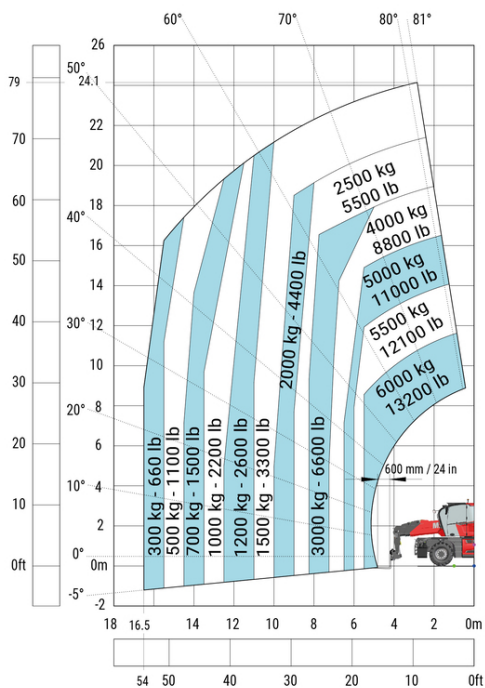 60°
70°
80°
81°
26
50°
79
24.1
70
22
20
60
18
40°
16
50
14
40
30°
12
10
30
20°
8
20
6
10°
4
10
2
0°
0ft
0m
-5°
-2
2500 kg
5500 lb
4000 kg
8800 lb
5000 kg
11000 lb
5500 kg
12100 lb
6000 kg
13200 lb
300 kg - 660 lb
500 kg - 1100 lb
700 kg - 1500 lb
1000 kg - 2200 lb
1200 kg - 2600 lb
1500 kg - 3300 lb
2000 kg - 4400 lb
3000 kg - 6600 lb
600 mm / 24 in
18
16.5
14
12
10
8
6
4
2
0m
54
50
40
30
20
10
0ft